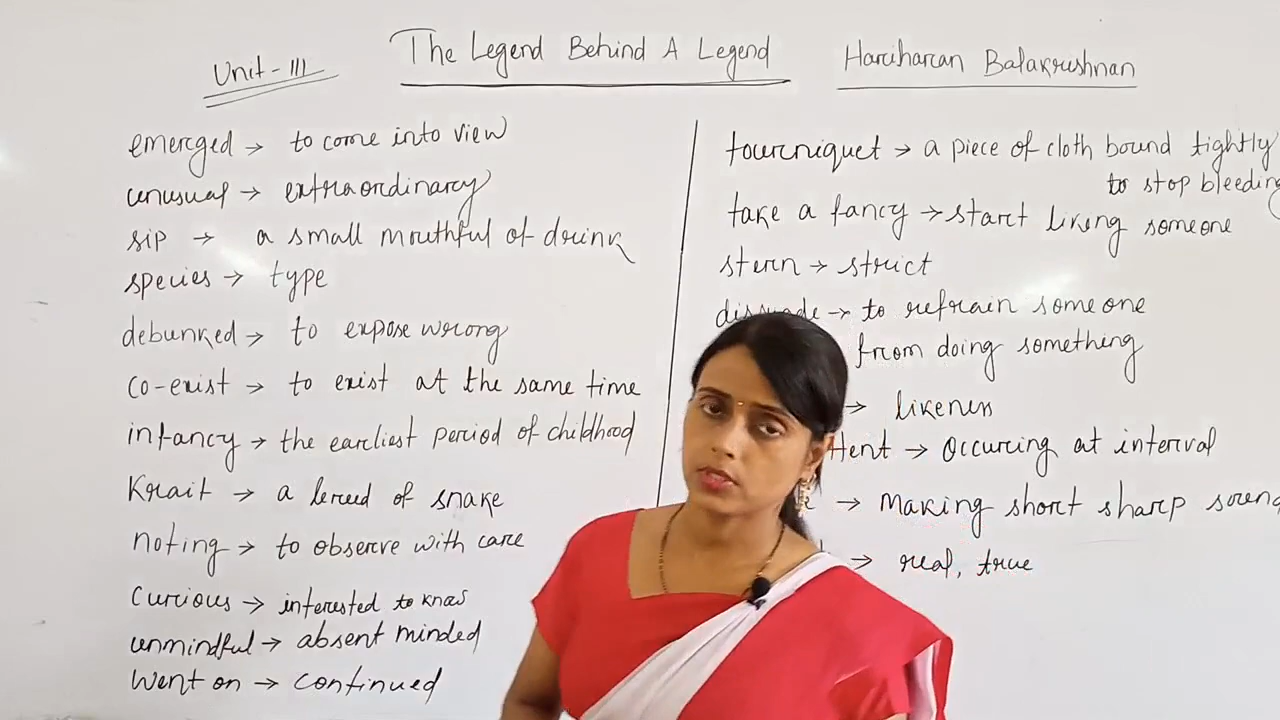 Unit-III
The Legend Behind A Legend
Hariharan Balakrishnan
emerged → to come into view
unusual → extraordinary
sip → a small mouthful of drink
species → type
debunked → to expose wrong
co-exist → to exist at the same time
infancy → the earliest period of childhood
Krait → a breed of snake
noting → to observe with care
curious → interested to know
unmindful → absent minded
Went on → continued
tourniquet → a piece of cloth bound tightly
to stop bleeding
take a fancy → start liking someone
stern → strict
dissuade → to refrain someone
from doing something
→ likeness
→ Occuring at interval
→ making short sharp
→ real, true